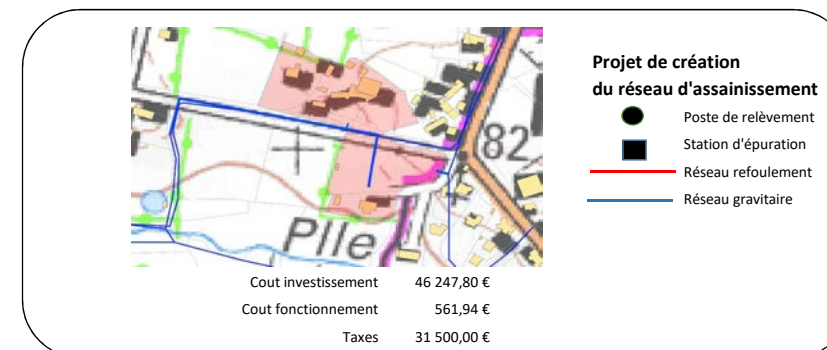 82
Plle
Projet de création
du réseau d'assainissement
Poste de relèvement
Station d'épuration
Réseau refoulement
Réseau gravitaire
Cout investissement 46 247,80 €
Cout fonctionnement 561,94 €
Taxes 31 500,00 €